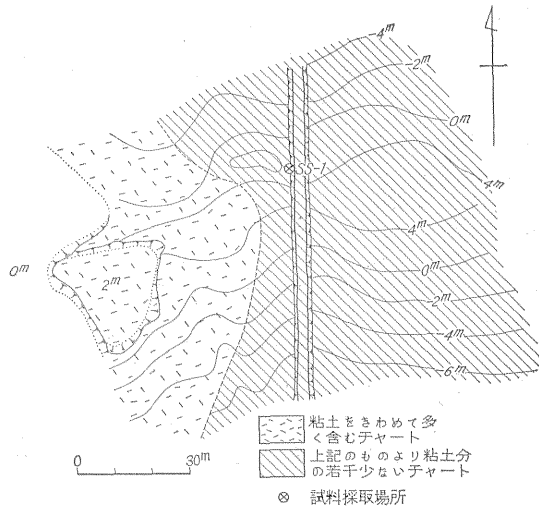 -4m
-2m
0m
4m
SS-1
4m
0m
0m
2m
-2m
-4m
-6m
粘土をきわめて多
く含むチャート
上記のものより粘土分
の若干少ないチャート
0 30m
試料採取場所